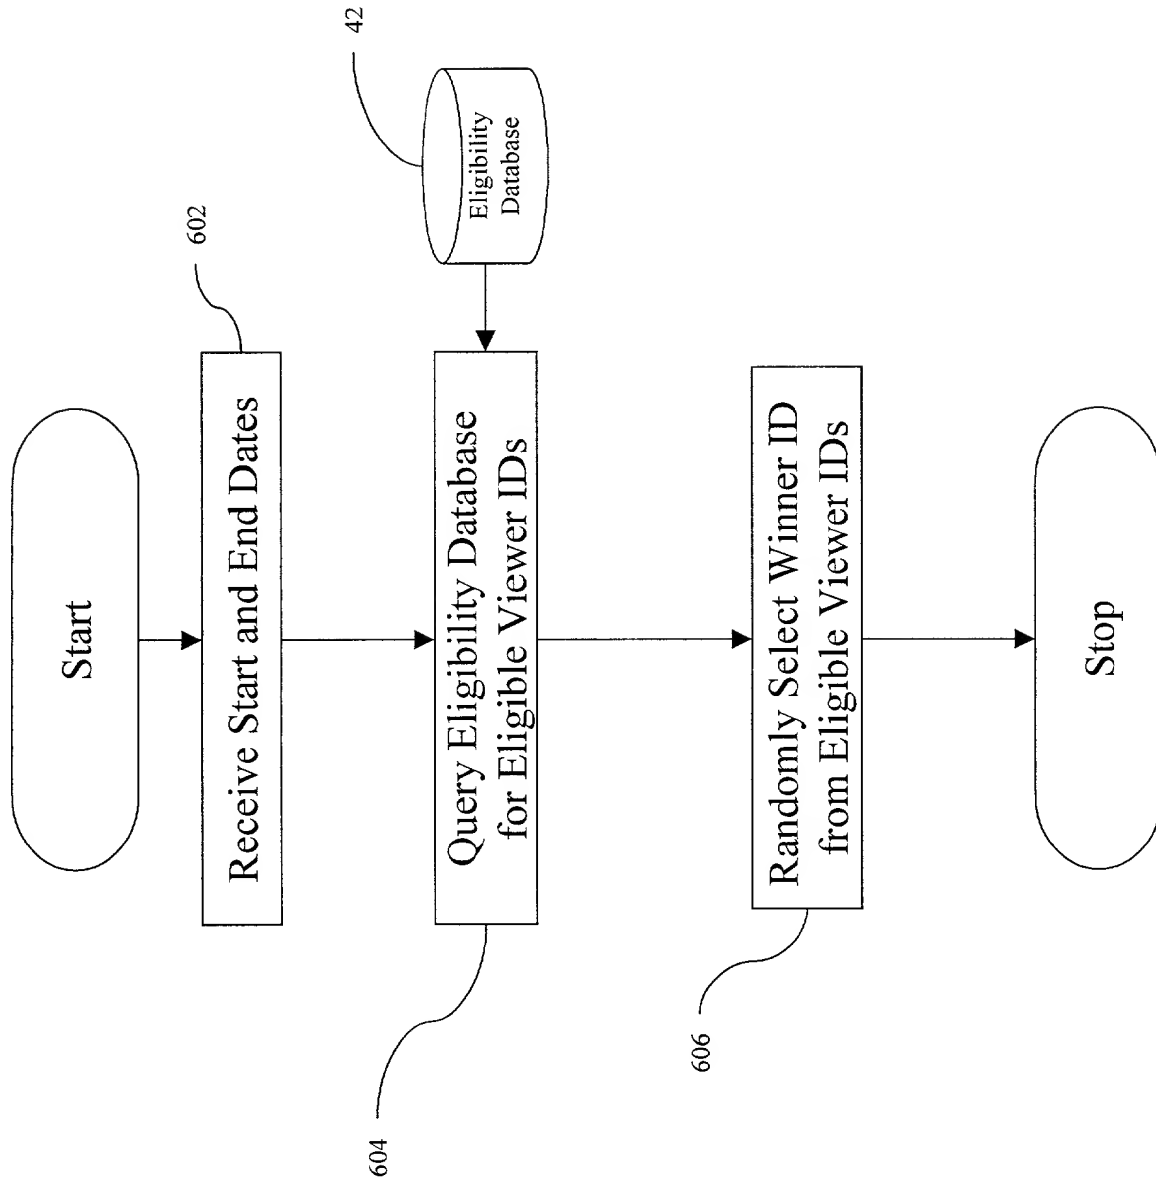 Start
602
Receive Start and End Dates
42
Eligibility
Database
Query Eligibility Database
for Eligible Viewer IDs
604
Randomly Select Winner ID
from Eligible Viewer IDs
606
Stop